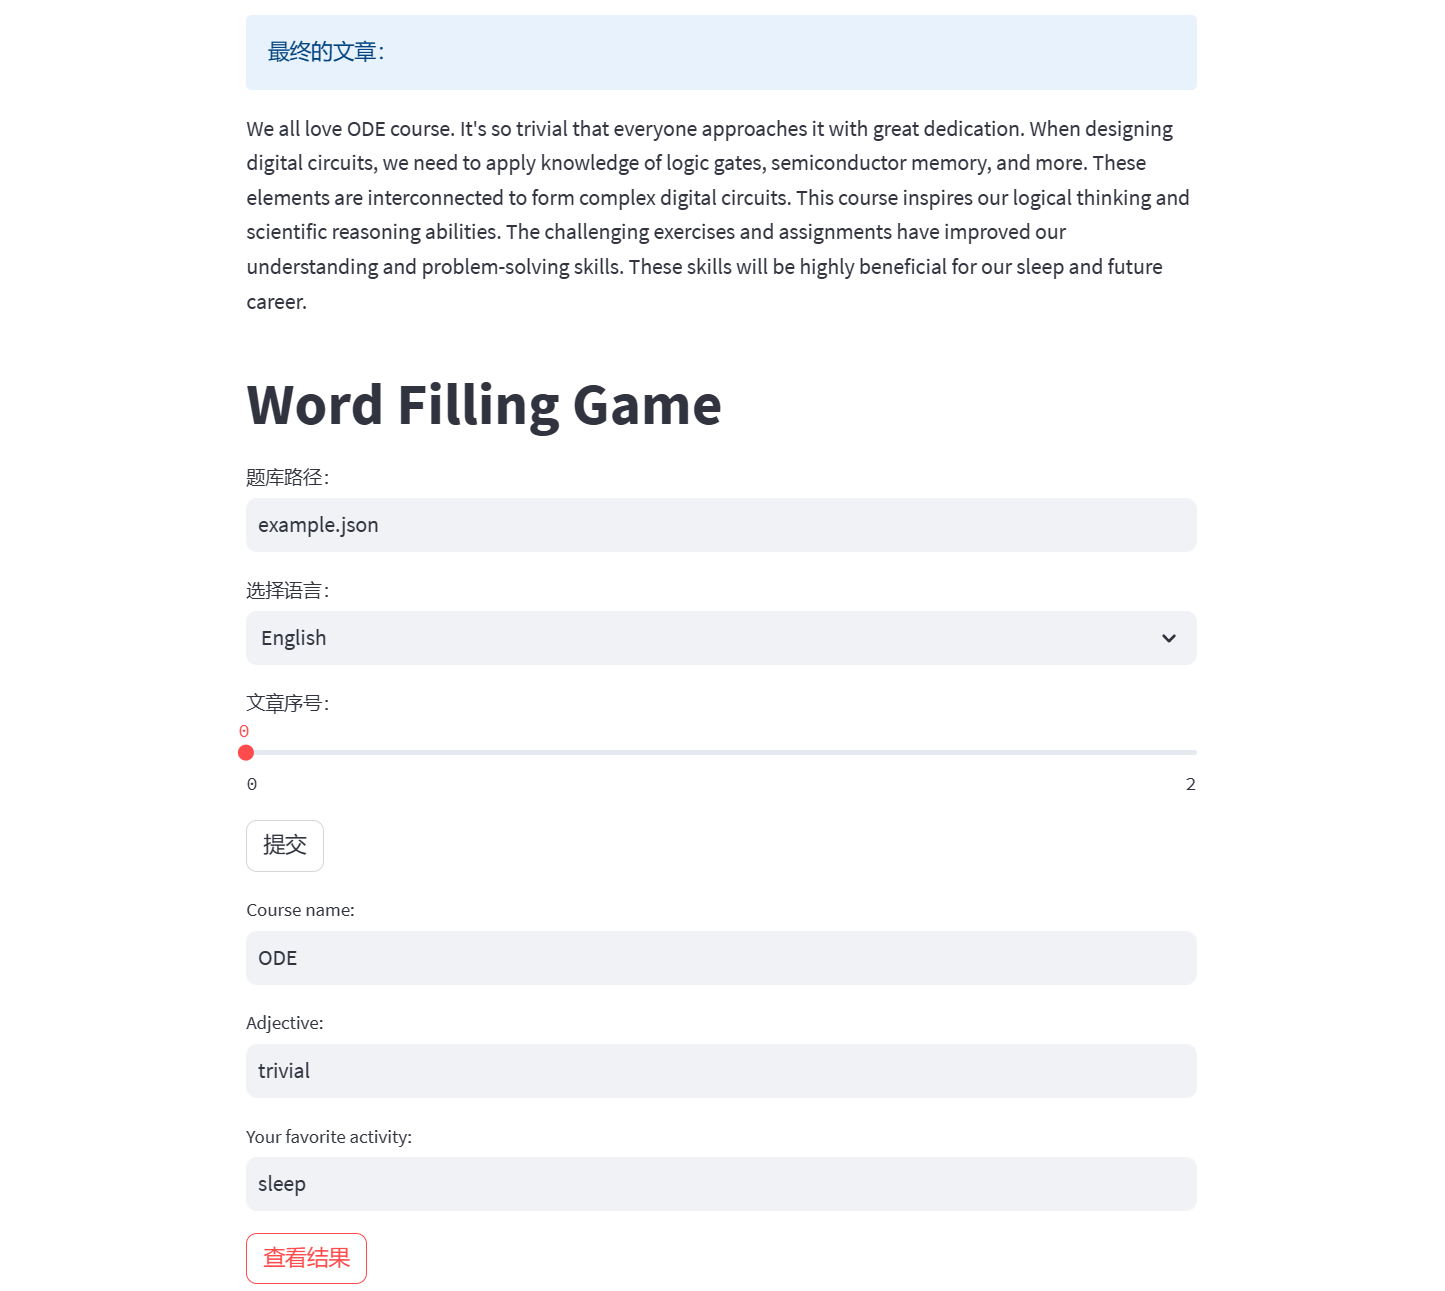 最终的文章：
We all love ODE course. It's so trivial that everyone approaches it with great dedication. When designing
digital circuits, we need to apply knowledge of logic gates, semiconductor memory, and more. These
elements are interconnected to form complex digital circuits. This course inspires our logical thinking and
scientific reasoning abilities. The challenging exercises and assignments have improved our
understanding and problem-solving skills. These skills will be highly beneficial for our sleep and future
career.
Word Filling Game
题库路径：
example.json
选择语言：
English
文章序号：
0
0 2
提交
Course name:
ODE
Adjective:
trivial
Your favorite activity:
sleep
查看结果